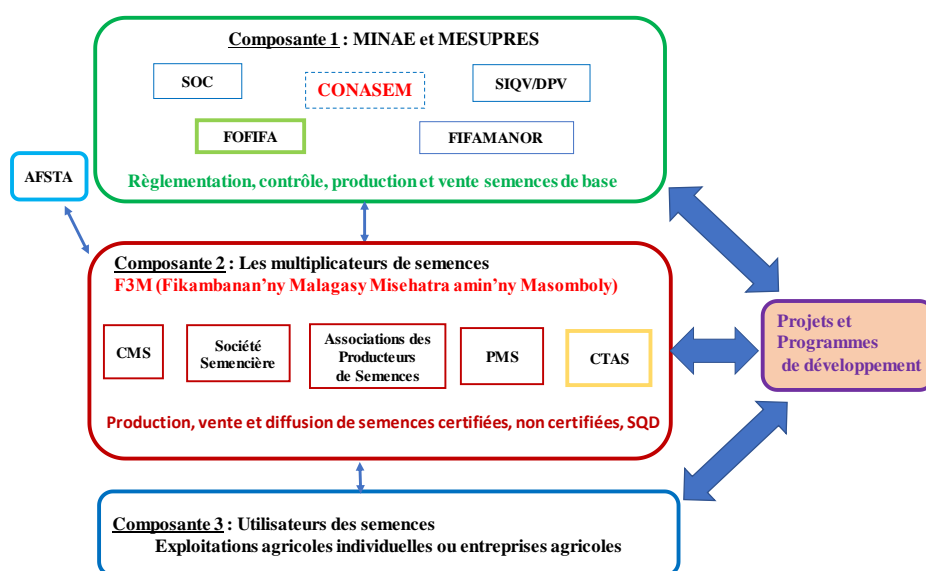 Composante 1 : MINAE et MESUPRES
SOC
CONASEM
SIQV/DPV
FOFIFA
FIFAMANOR
Règlementation, contrôle, production et vente semences de base
AFSTA
Composante 2 : Les multiplicateurs de semences
F3M (Fikambanan’ny Malagasy Misehatra amin’ny Masomboly)
CMS
Société
Semencière
Associations des
Producteurs
de Semences
PMS
CTAS
Production, vente et diffusion de semences certifiées, non certifiées, SQD
Projets et
Programmes
de développement
Composante 3 : Utilisateurs des semences
Exploitations agricoles individuelles ou entreprises agricoles